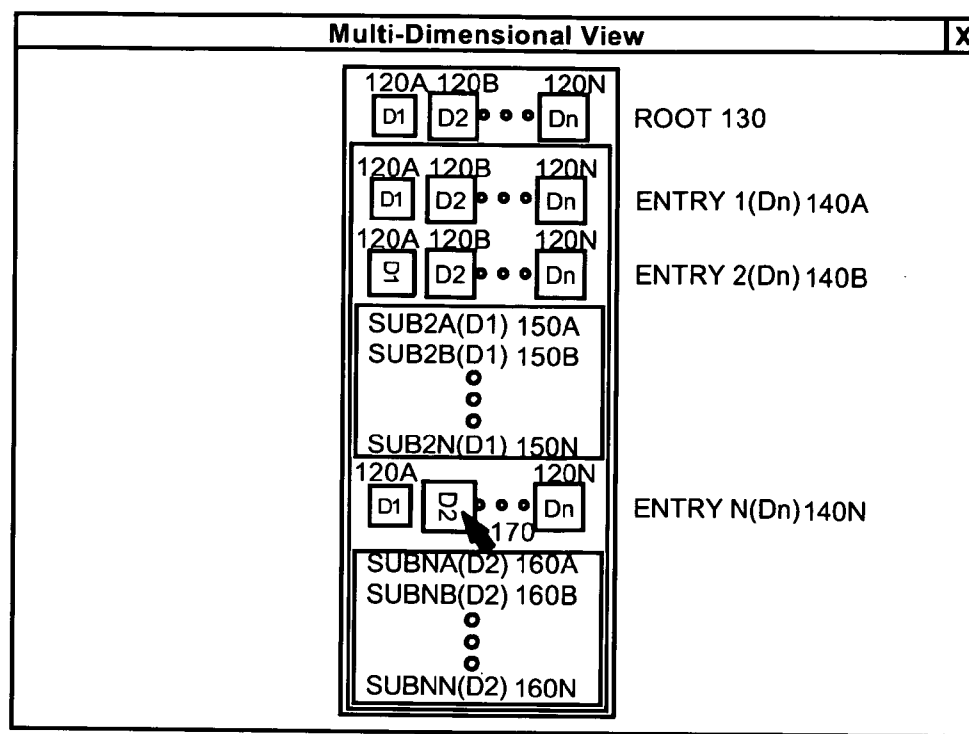 Multi-Dimensional View X
120A 120B 120N
D1 D2 Dn ROOT 130
120A 120B 120N
D1 D2 Dn ENTRY 1(Dn) 140A
120A 120B 120N
D1 D2 Dn ENTRY 2(Dn) 140B
SUB2A(D1) 150A
SUB2B(D1) 150B
SUB2N(D1) 150N
120A 120N
D1 D2 Dn ENTRY N(Dn) 140N
170
SUBNA(D2) 160A
SUBNB(D2) 160B
SUBNN(D2) 160N